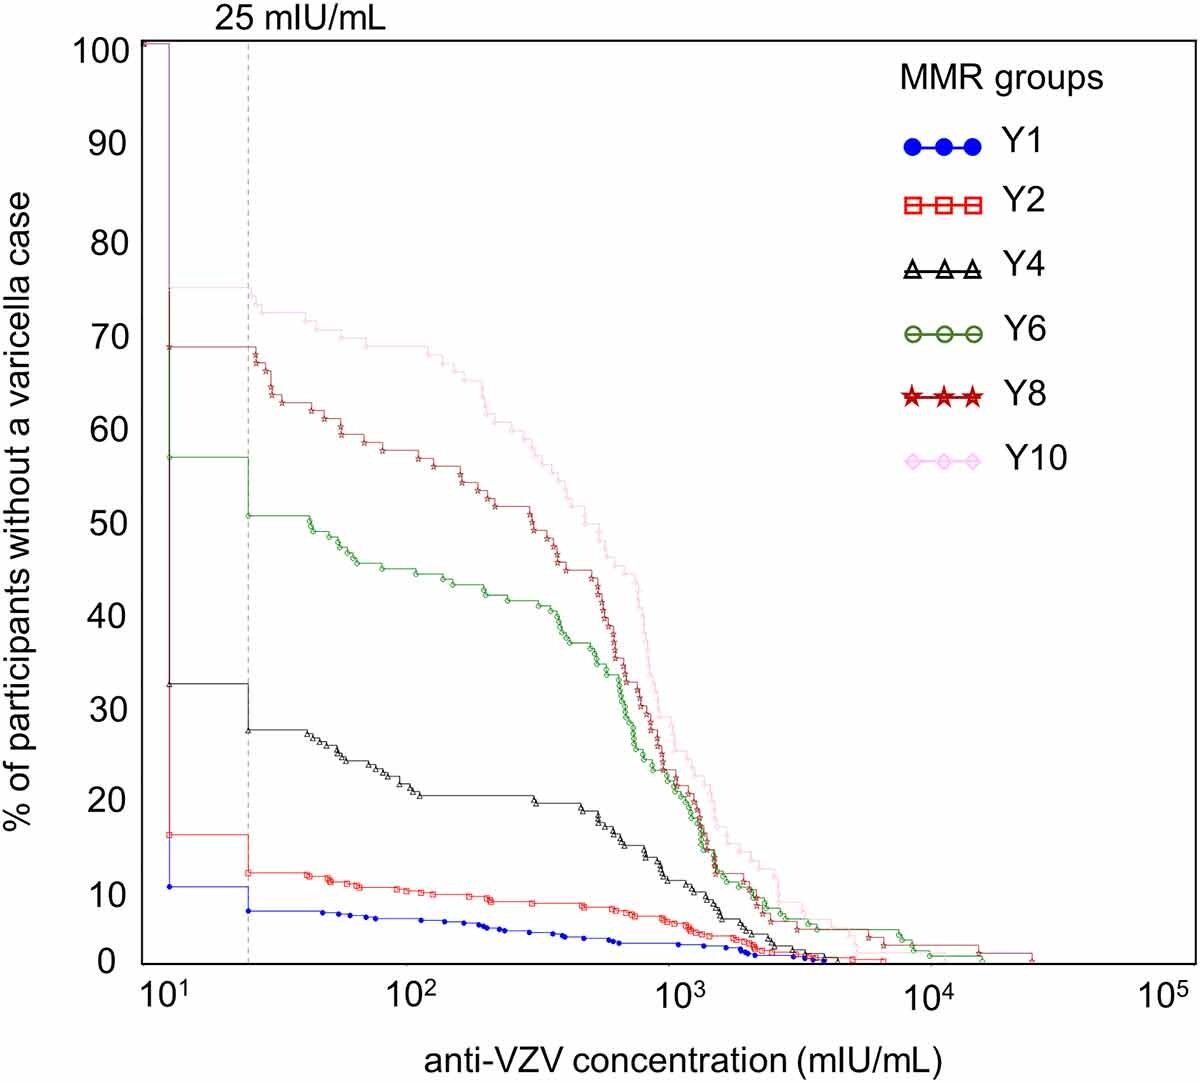 25 mIU/mL
% of participants without a varicella case
100
90
80
70
60
50
40
30
20
10
0
MMR groups
Y1
Y2
Y4
Y6
Y8
Y10
10¹ 10² 10³ 10⁴ 10⁵
anti-VZV concentration (mIU/mL)